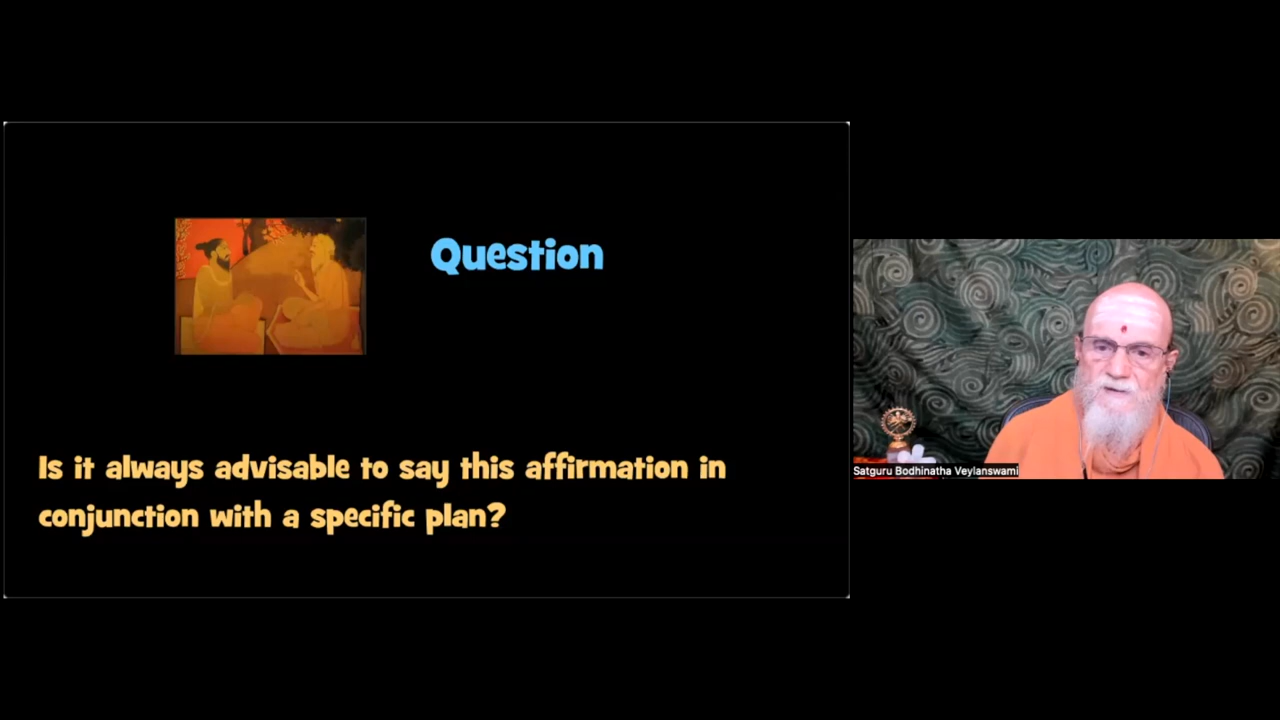 Question
Is it always advisable to say this affirmation in
conjunction with a specific plan?
Satguru Bodhinatha Veylanswami